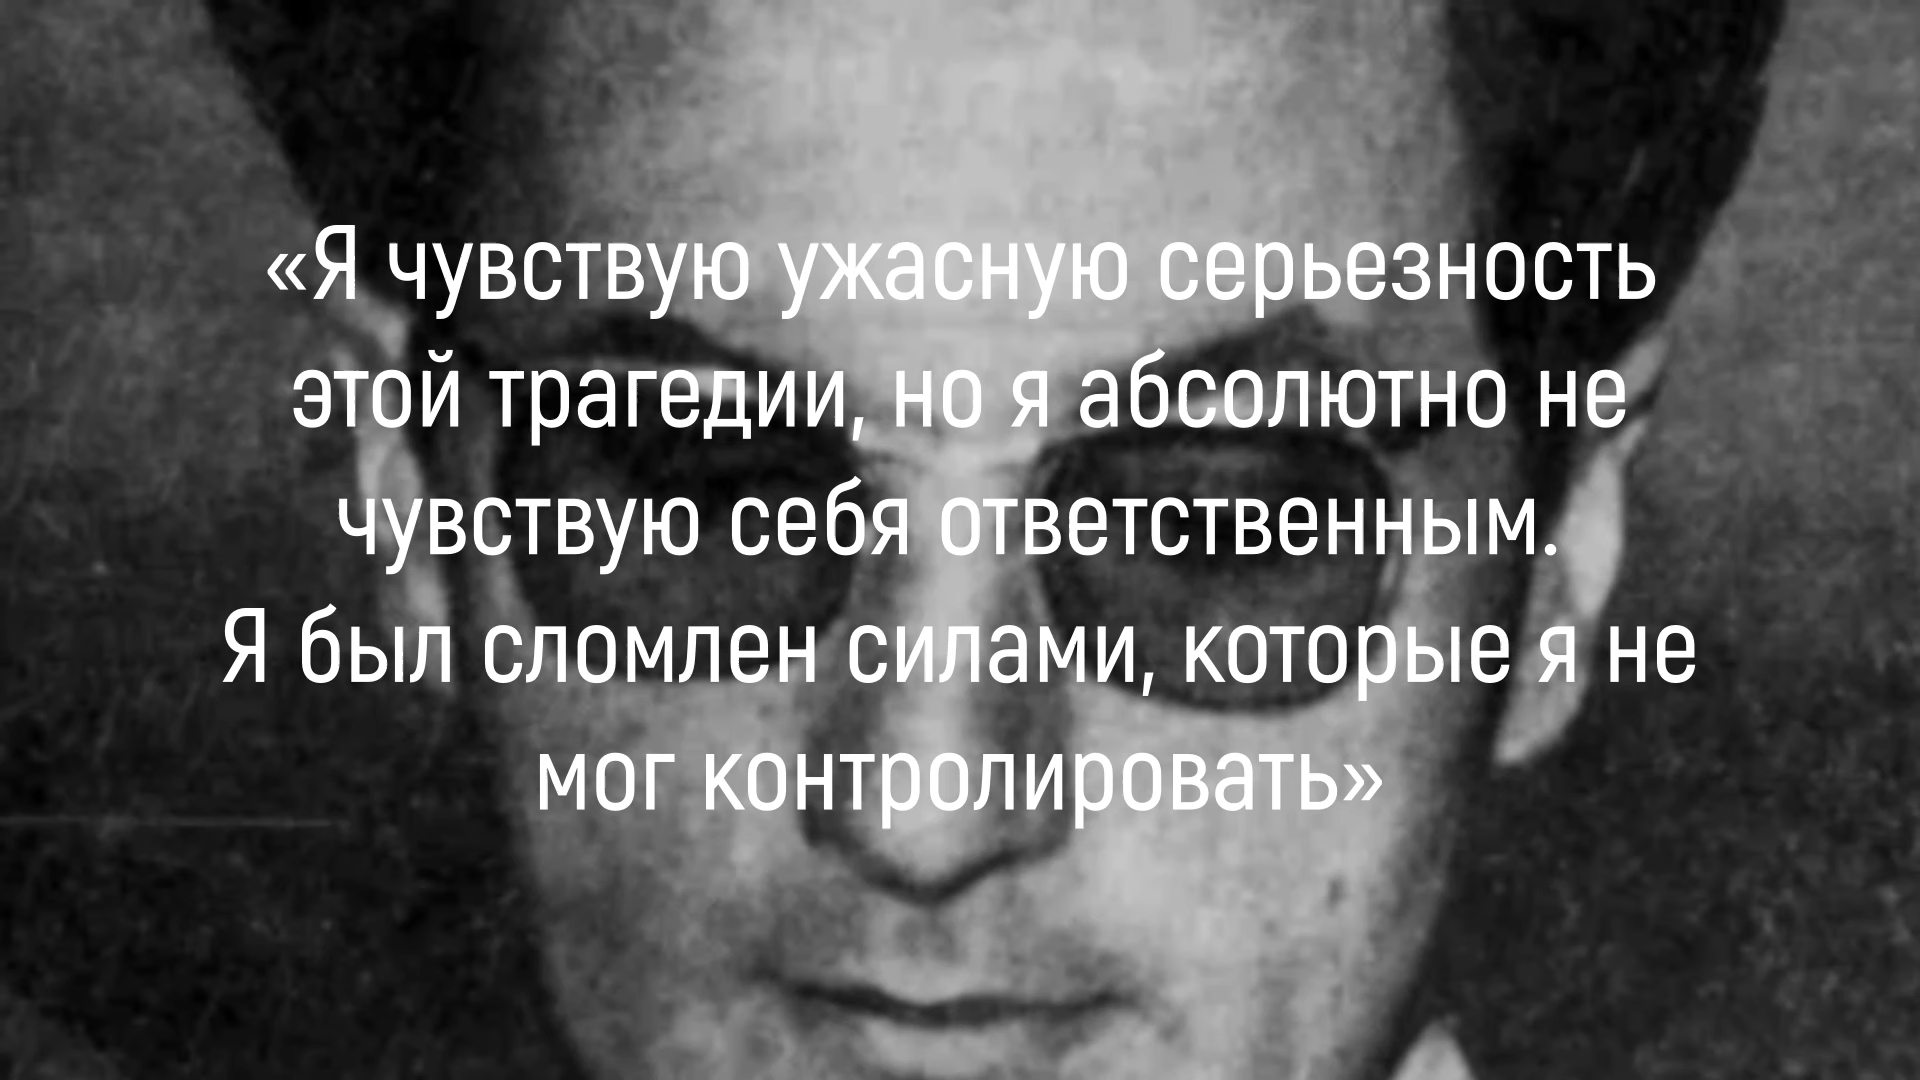 «Я чувствую ужасную серьезность
этой трагедии, но я абсолютно не
чувствую себя ответственным.
Я был сломлен силами, которые я не
мог контролировать»